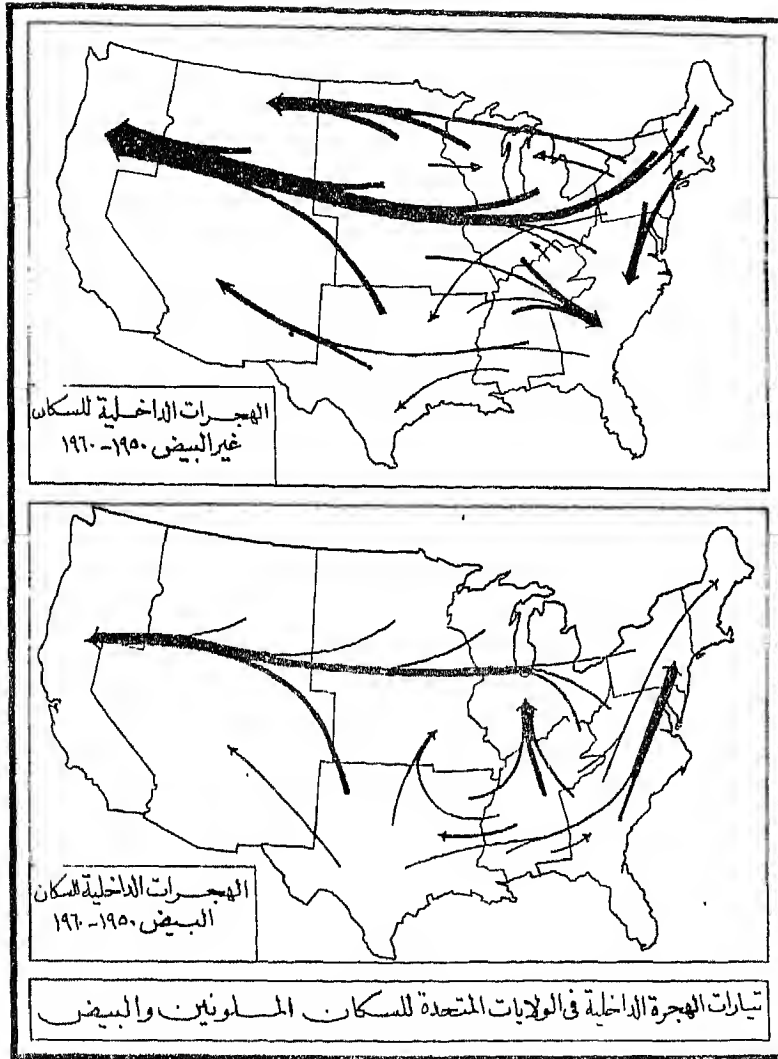 الهجرات الداخلية للسكان
غير البيض ١٩٥٠-١٩٦٠
الهجرات الداخلية للسكان
البيض ١٩٥٠-١٩٦٠
تيارات الهجرة الداخلية فى الولايات المتحدة للسكان الملونين والبيض